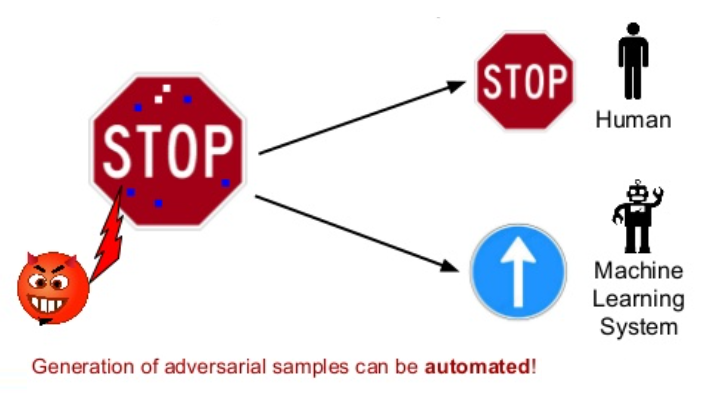 STOP
STOP
Human
Machine
Learning
System
Generation of adversarial samples can be automated!